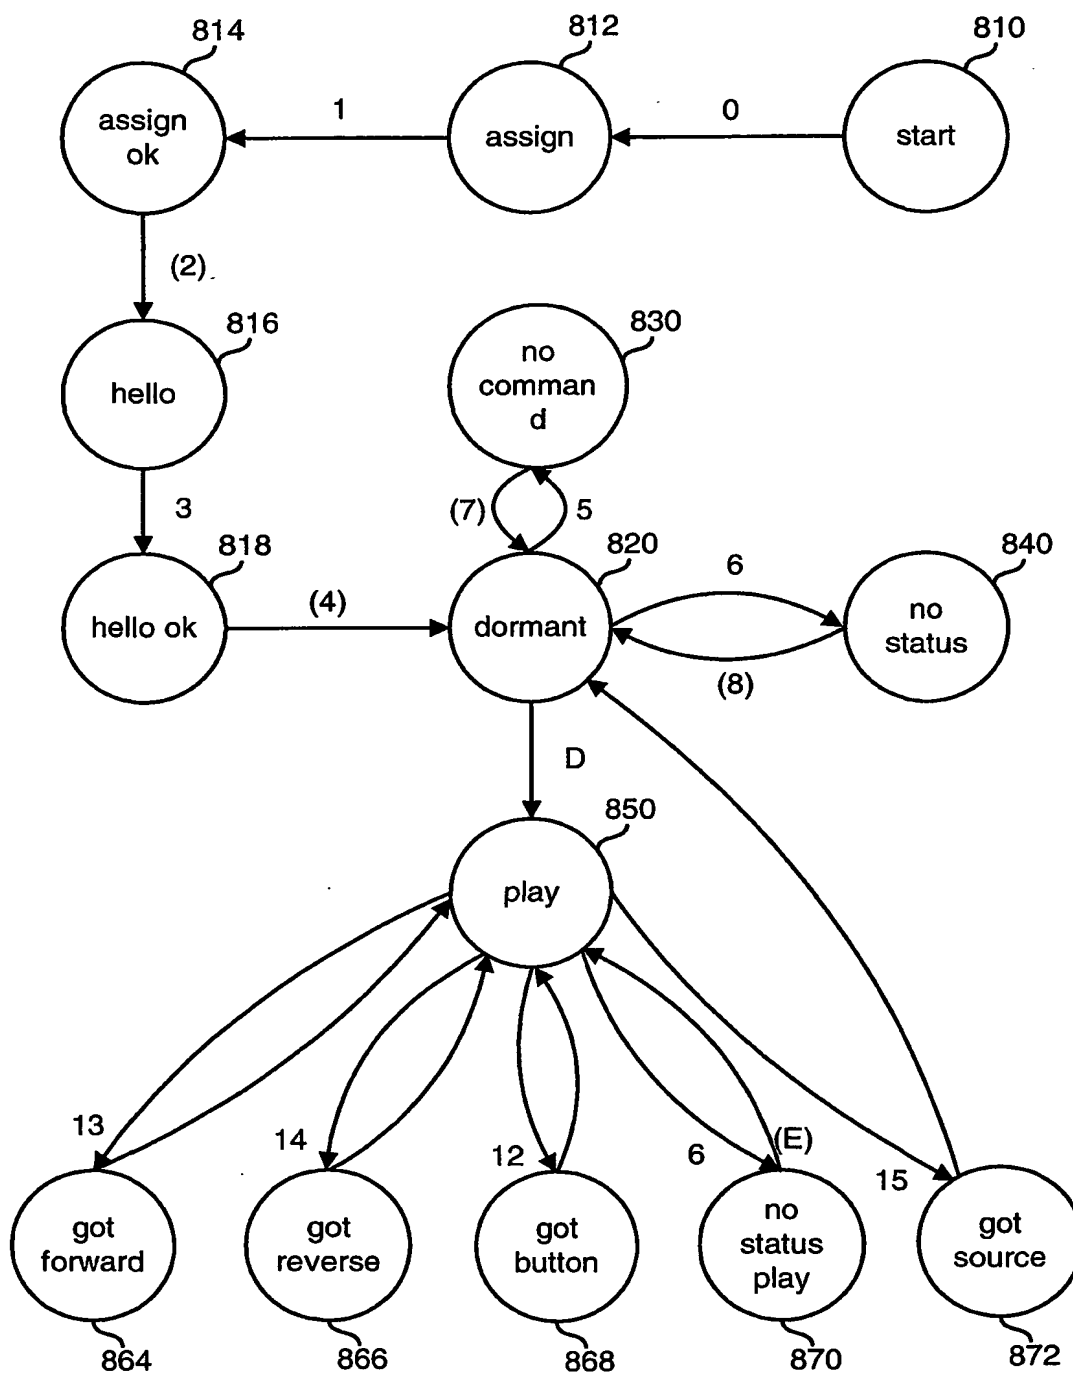 814
812
810
assign
ok
1
assign
0
start
(2)
816
830
hello
no
comman
d
3
(7)
5
818
820
840
hello ok
(4)
dormant
6
no
status
(8)
D
850
play
13
14
12
6
(E)
15
got
forward
got
reverse
got
button
no
status
play
got
source
864
866
868
870
872